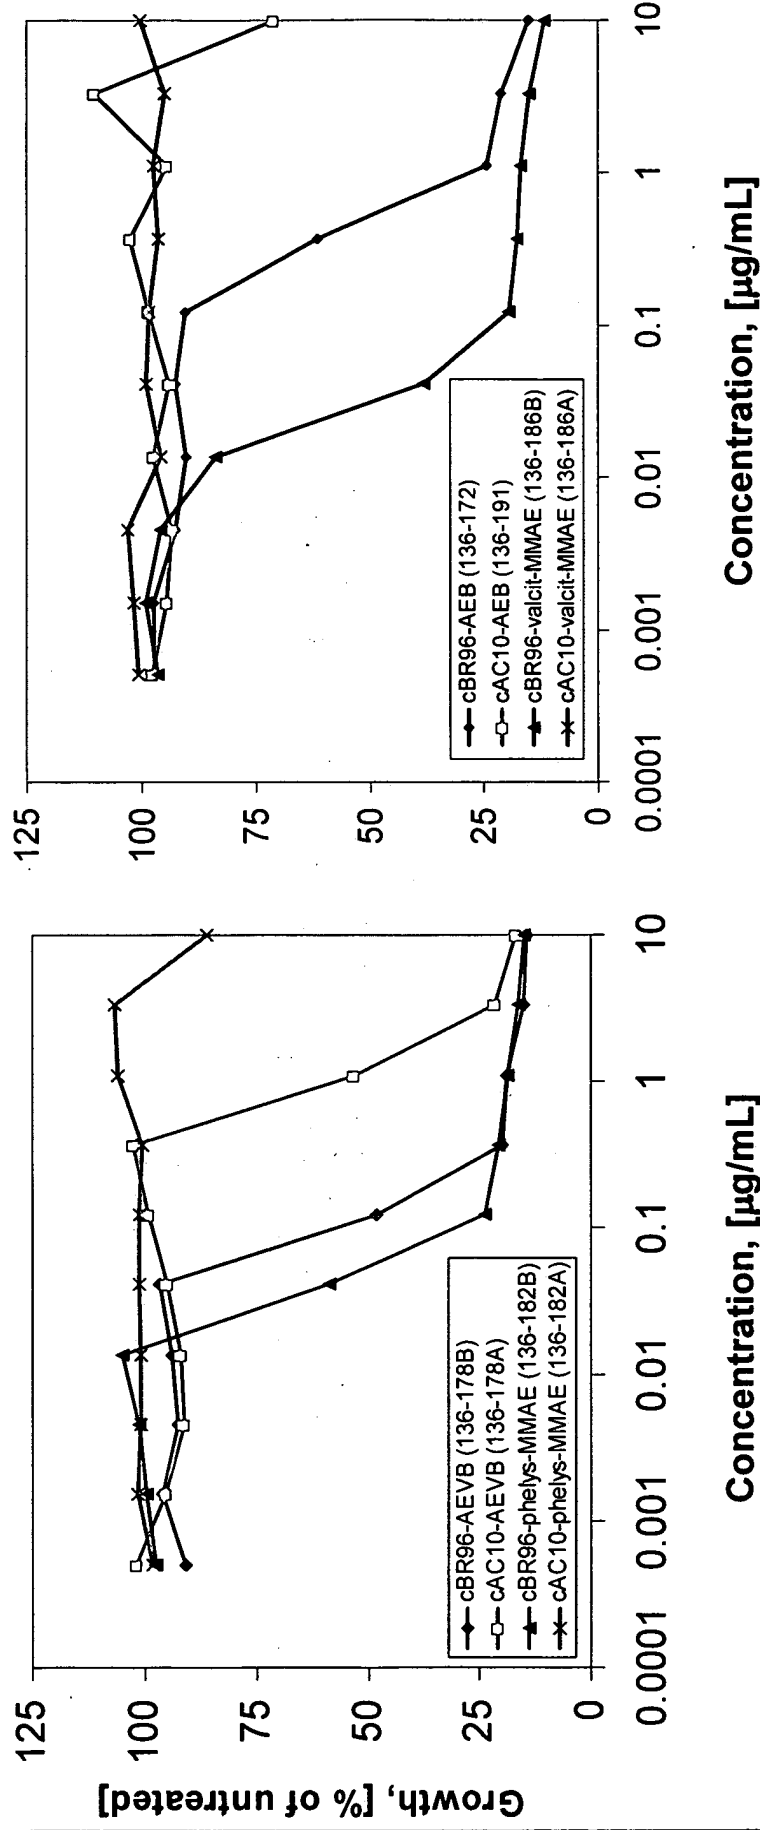 Growth, [% of untreated]
125
100
75
50
25
0
cBR96-AEVB (136-178B)
cAC10-AEVB (136-178A)
cBR96-phelys-MMAE (136-182B)
cAC10-phelys-MMAE (136-182A)
0.0001 0.001 0.01 0.1 1 10
Concentration, [µg/mL]
125
100
75
50
25
0
cBR96-AEB (136-172)
cAC10-AEB (136-191)
cBR96-valcit-MMAE (136-186B)
cAC10-valcit-MMAE (136-186A)
0.0001 0.001 0.01 0.1 1 10
Concentration, [µg/mL]